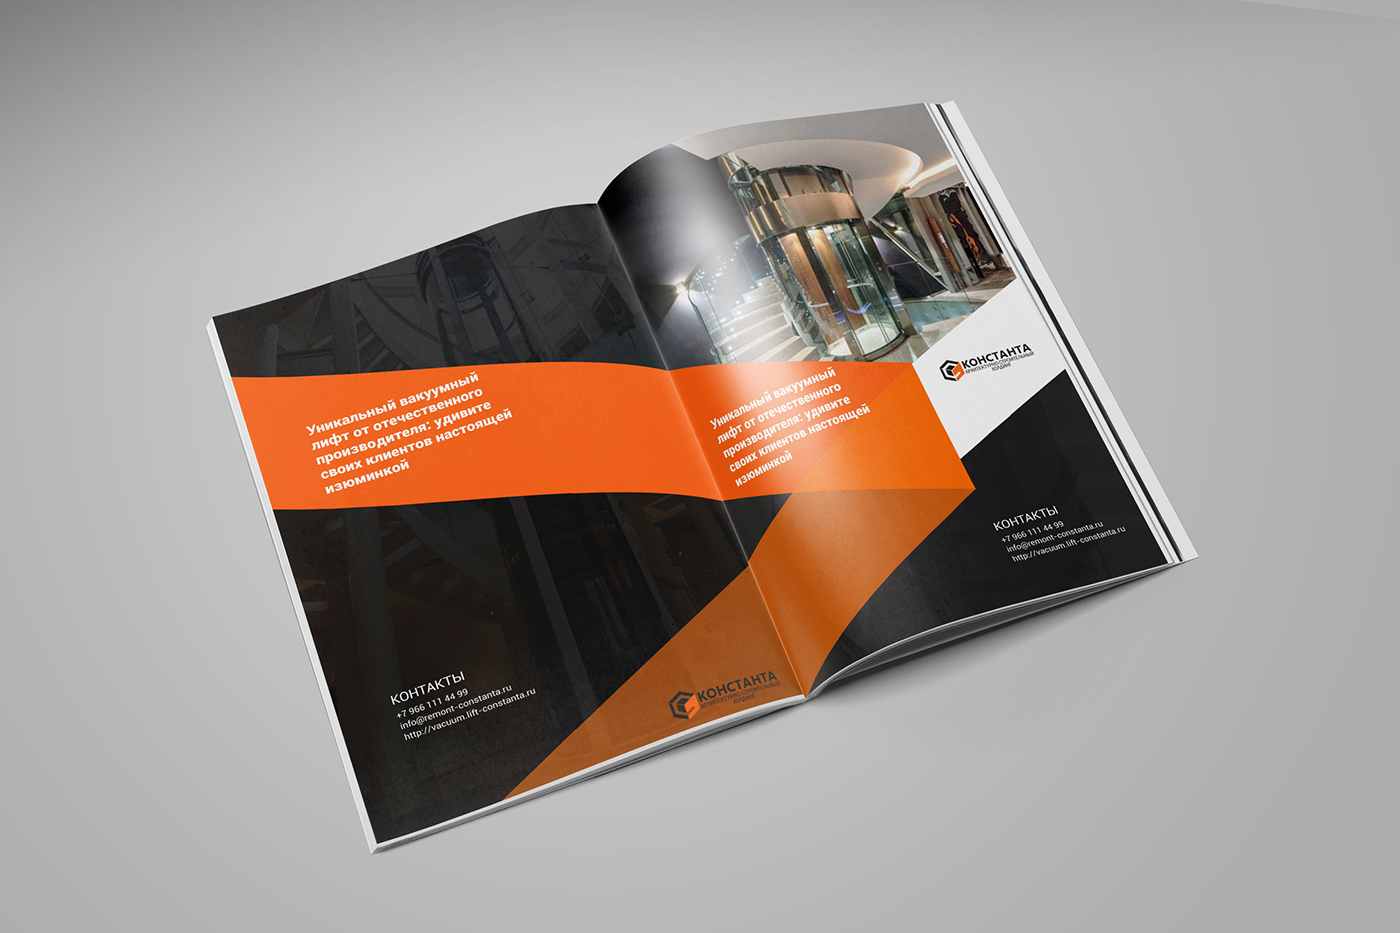 Уникальный вакуумный
лифт от отечественного
производителя: удивите
своих клиентов настоящей
изюминкой
КОНТАКТЫ
+7 966 111 44 99
info@remont-constanta.ru
http://vacuum.lift-constanta.ru
КОНСТАНТА
АРХИТЕКТУРНО-СТРОИТЕЛЬНЫЙ
ХОЛДИНГ
Уникальный вакуумный
лифт от отечественного
производителя: удивите
своих клиентов настоящей
изюминкой
КОНСТАНТА
АРХИТЕКТУРНО-СТРОИТЕЛЬНЫЙ
ХОЛДИНГ
КОНТАКТЫ
+7 966 111 44 99
info@remont-constanta.ru
http://vacuum.lift-constanta.ru